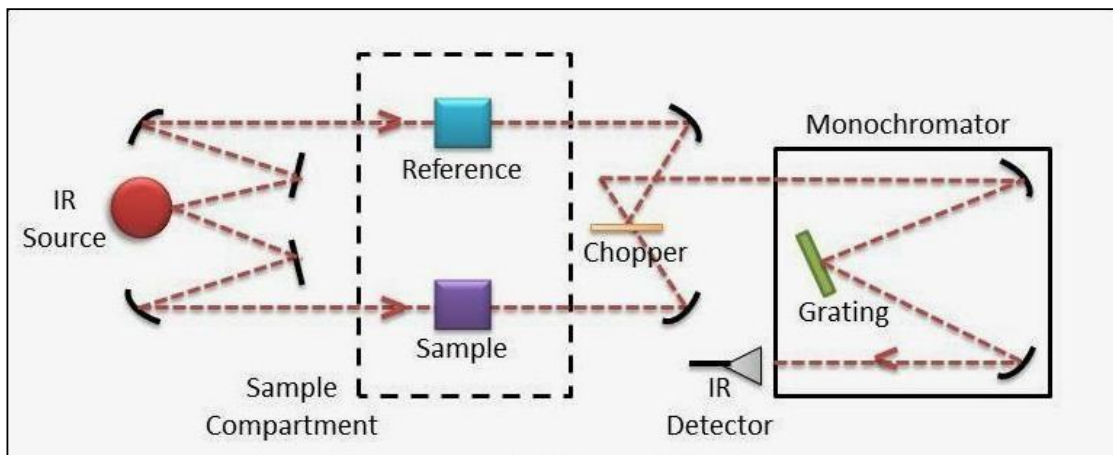 IR
Source
Reference
Sample
Sample
Compartment
Chopper
Monochromator
Grating
IR
Detector